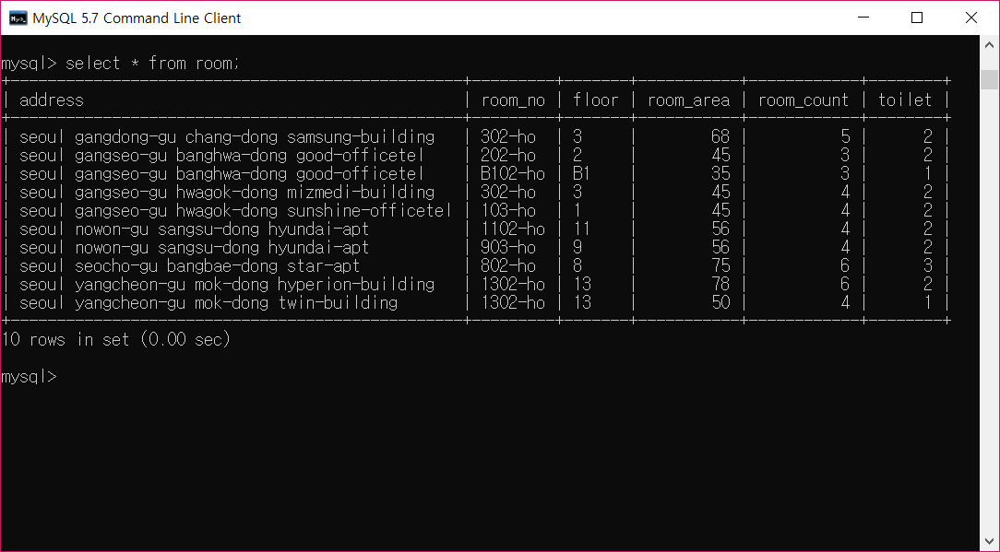 MySQL 5.7 Command Line Client
mysql> select * from room;
+------------------------------------------------+---------+-------+-----------+------------+--------+
| address                                        | room_no | floor | room_area | room_count | toilet |
+------------------------------------------------+---------+-------+-----------+------------+--------+
| seoul gangdong-gu chang-dong samsung-building   | 302-ho  | 3     |        68 |          5 |      2 |
| seoul gangseo-gu banghwa-dong good-officetel    | 202-ho  | 2     |        45 |          3 |      2 |
| seoul gangseo-gu banghwa-dong good-officetel    | B102-ho | B1    |        35 |          3 |      1 |
| seoul gangseo-gu hwagok-dong mizmedi-building   | 302-ho  | 3     |        45 |          4 |      2 |
| seoul gangseo-gu hwagok-dong sunshine-officetel | 103-ho  | 1     |        45 |          4 |      2 |
| seoul nowon-gu sangsu-dong hyundai-apt          | 1102-ho | 11    |        56 |          4 |      2 |
| seoul nowon-gu sangsu-dong hyundai-apt          | 903-ho  | 9     |        56 |          4 |      2 |
| seoul seocho-gu bangbae-dong star-apt           | 802-ho  | 8     |        75 |          6 |      3 |
| seoul yangcheon-gu mok-dong hyperion-building   | 1302-ho | 13    |        78 |          6 |      2 |
| seoul yangcheon-gu mok-dong twin-building       | 1302-ho | 13    |        50 |          4 |      1 |
+------------------------------------------------+---------+-------+-----------+------------+--------+
10 rows in set (0.00 sec)
mysql>